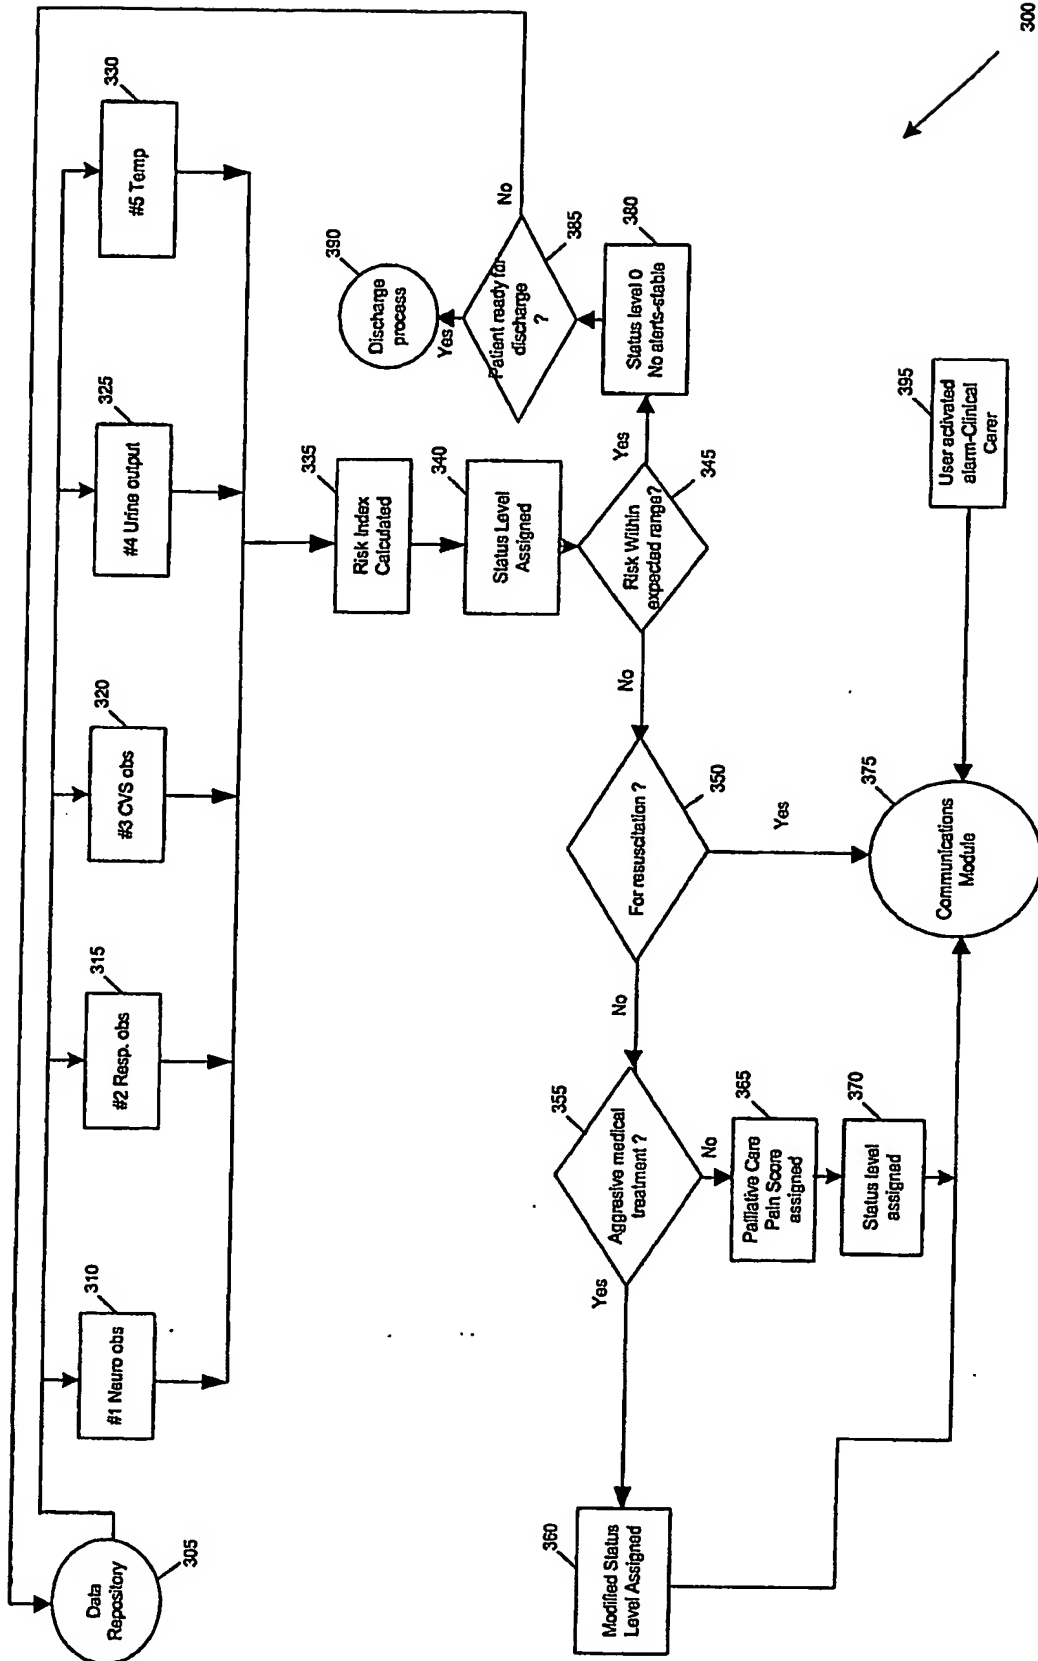 300
Data
Repository
305
#1 Neuro obs
310
#2 Resp. obs
315
#3 CVS obs
320
#4 Urine output
325
#5 Temp
330
Risk Index
Calculated
335
Status Level
Assigned
340
Risk Within
expected range?
345
Yes
No
Status level 0
No alerts-stable
380
Patient ready for
discharge
?
385
No
Yes
Discharge
process
390
For resuscitation ?
350
Yes
No
Aggresive medical
treatment ?
355
Yes
No
Modified Status
Level Assigned
360
Palliative Care
Pain Score
assigned
365
Status level
assigned
370
Communications
Module
375
User activated
alarm-Clinical
Carer
395